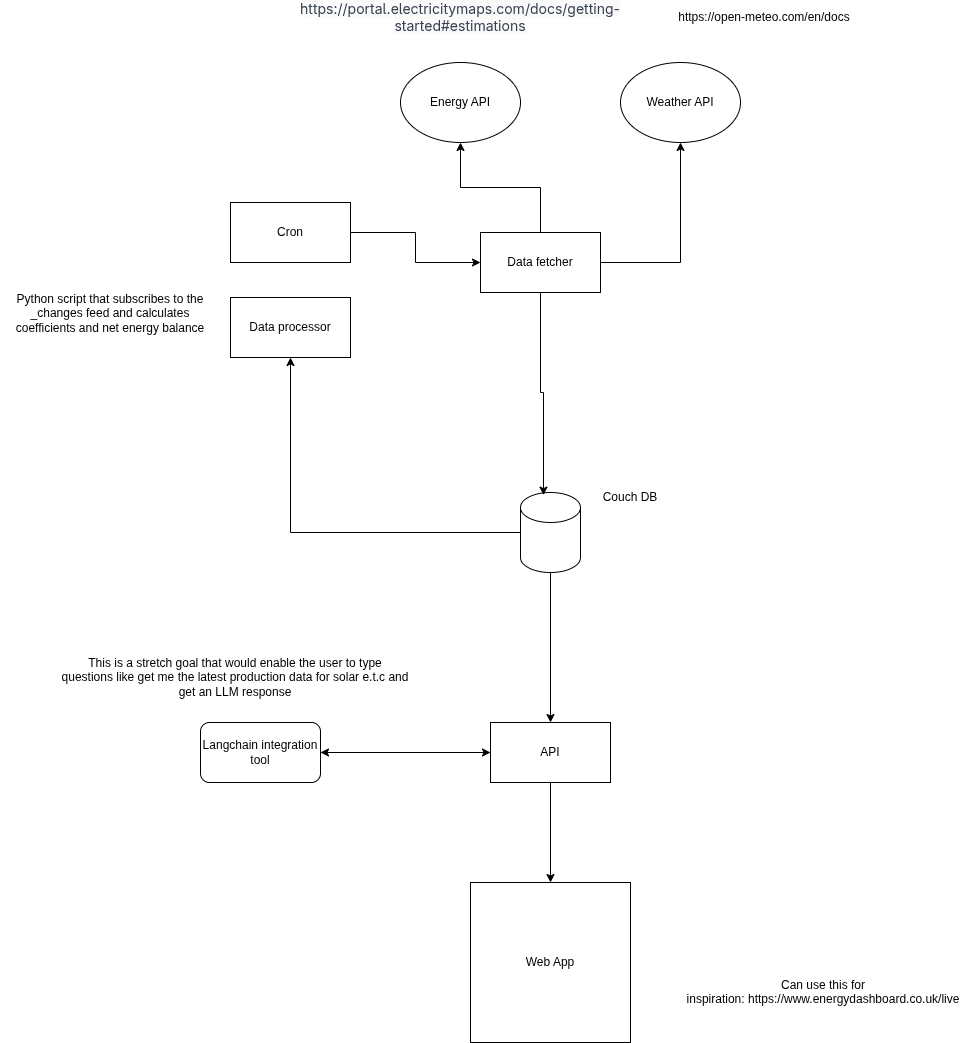 https://portal.electricitymaps.com/docs/getting-
started#estimations
https://open-meteo.com/en/docs
Energy API
Weather API
Cron
Data fetcher
Python script that subscribes to the
_changes feed and calculates
coefficients and net energy balance
Data processor
Couch DB
This is a stretch goal that would enable the user to type
questions like get me the latest production data for solar e.t.c and
get an LLM response
Langchain integration
tool
API
Web App
Can use this for
inspiration: https://www.energydashboard.co.uk/live